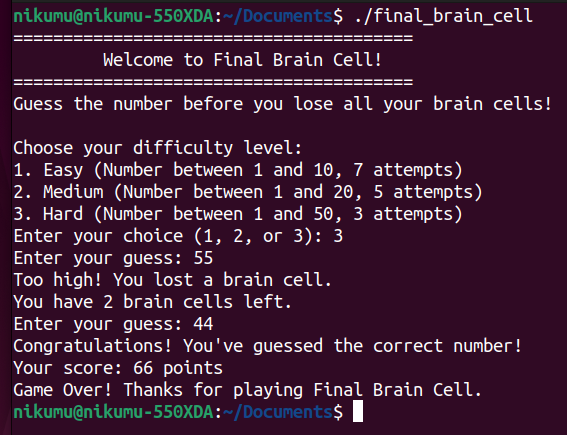 nikumu@nikumu-550XDA:~/Documents$ ./final_brain_cell
========================================
Welcome to Final Brain Cell!
========================================
Guess the number before you lose all your brain cells!
Choose your difficulty level:
1. Easy (Number between 1 and 10, 7 attempts)
2. Medium (Number between 1 and 20, 5 attempts)
3. Hard (Number between 1 and 50, 3 attempts)
Enter your choice (1, 2, or 3): 3
Enter your guess: 55
Too high! You lost a brain cell.
You have 2 brain cells left.
Enter your guess: 44
Congratulations! You've guessed the correct number!
Your score: 66 points
Game Over! Thanks for playing Final Brain Cell.
nikumu@nikumu-550XDA:~/Documents$